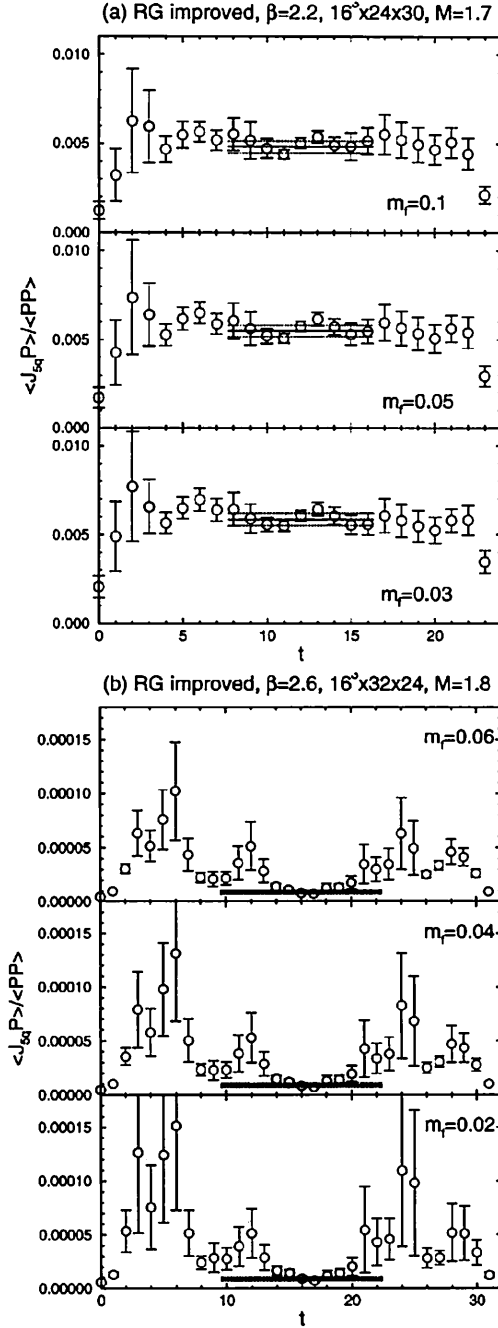 (a) RG improved, β=2.2, 16³x24x30, M=1.7
0.010
0.005
m_f=0.1
0.000
0.010
0.005
m_f=0.05
0.000
0.010
0.005
m_f=0.03
0.000
<J_5qP>/<PP>
0 5 10 15 20
t
(b) RG improved, β=2.6, 16³x32x24, M=1.8
m_f=0.06
0.00015
0.00010
0.00005
0.00000
m_f=0.04
0.00015
0.00010
0.00005
0.00000
m_f=0.02
0.00015
0.00010
0.00005
0.00000
<J_5qP>/<PP>
0 10 20 30
t